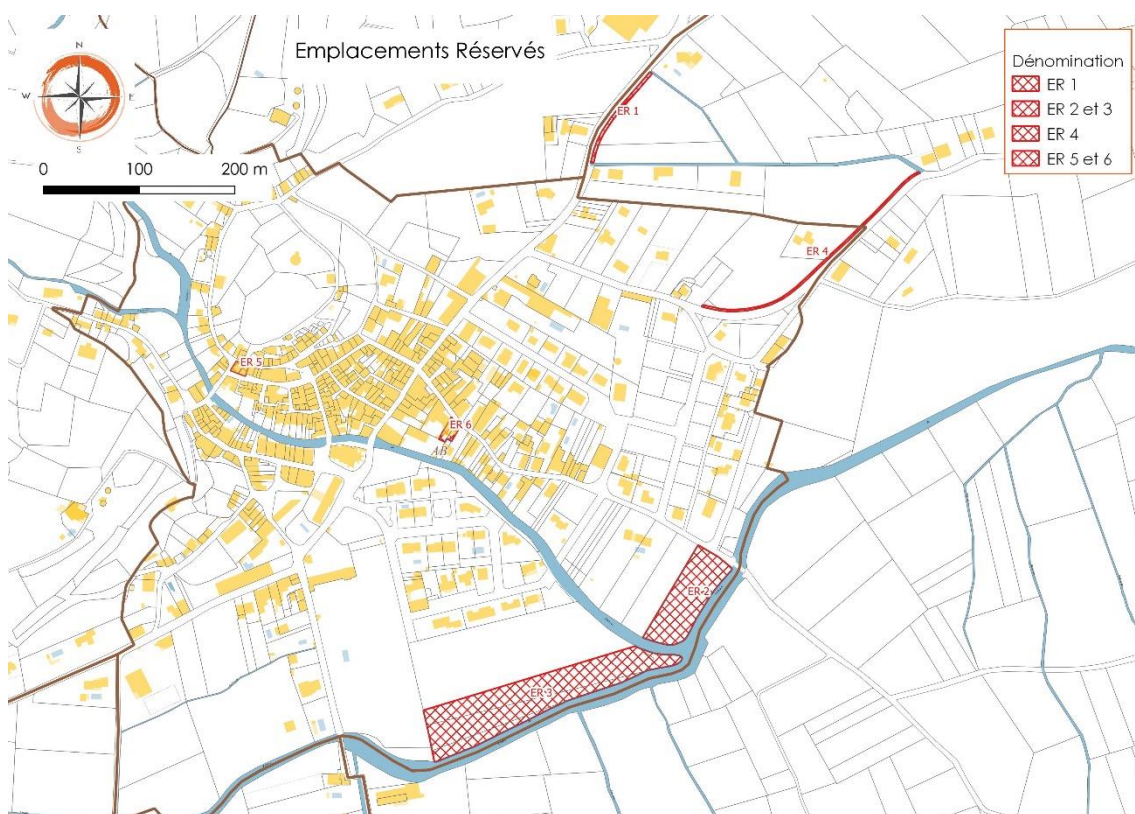 Emplacements Réservés
N
W
E
S
0 100 200 m
Dénomination
ER 1
ER 2 et 3
ER 4
ER 5 et 6
ER 1
ER 4
ER 5
ER 6
AB
ER 2
ER 3